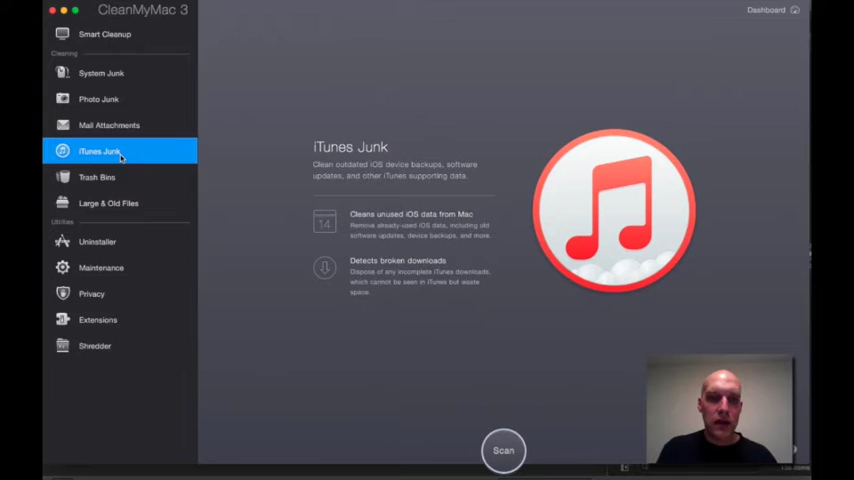 CleanMyMac 3
Dashboard
Smart Cleanup
Cleaning
System Junk
Photo Junk
Mail Attachments
iTunes Junk
Trash Bins
Large & Old Files
Utilities
Uninstaller
Maintenance
Privacy
Extensions
Shredder
iTunes Junk
Clean outdated iOS device backups, software
updates, and other iTunes supporting data.
14
Cleans unused iOS data from Mac
Remove already-used iOS data, including old
software updates, device backups, and more.
Detects broken downloads
Dispose of any incomplete iTunes downloads,
which cannot be seen in iTunes but waste
space.
Scan